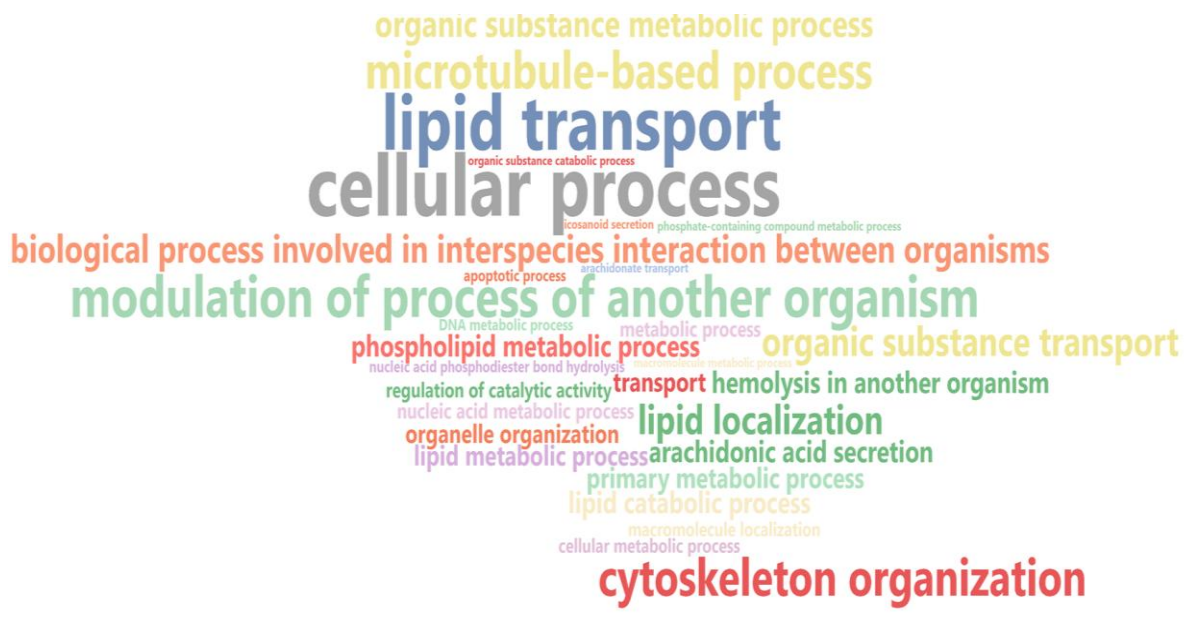 organic substance metabolic process
microtubule-based process
lipid transport
organic substance catabolic process
cellular process
icosanoid secretion
phosphate-containing compound metabolic process
biological process involved in interspecies interaction between organisms
arachidonate transport
apoptotic process
modulation of process of another organism
DNA metabolic process
metabolic process
organic substance transport
phospholipid metabolic process
nucleic acid phosphodiester bond hydrolysis
macromolecule metabolic process
regulation of catalytic activity
transport
hemolysis in another organism
nucleic acid metabolic process
lipid localization
organelle organization
lipid metabolic process
arachidonic acid secretion
primary metabolic process
lipid catabolic process
macromolecule localization
cellular metabolic process
cytoskeleton organization